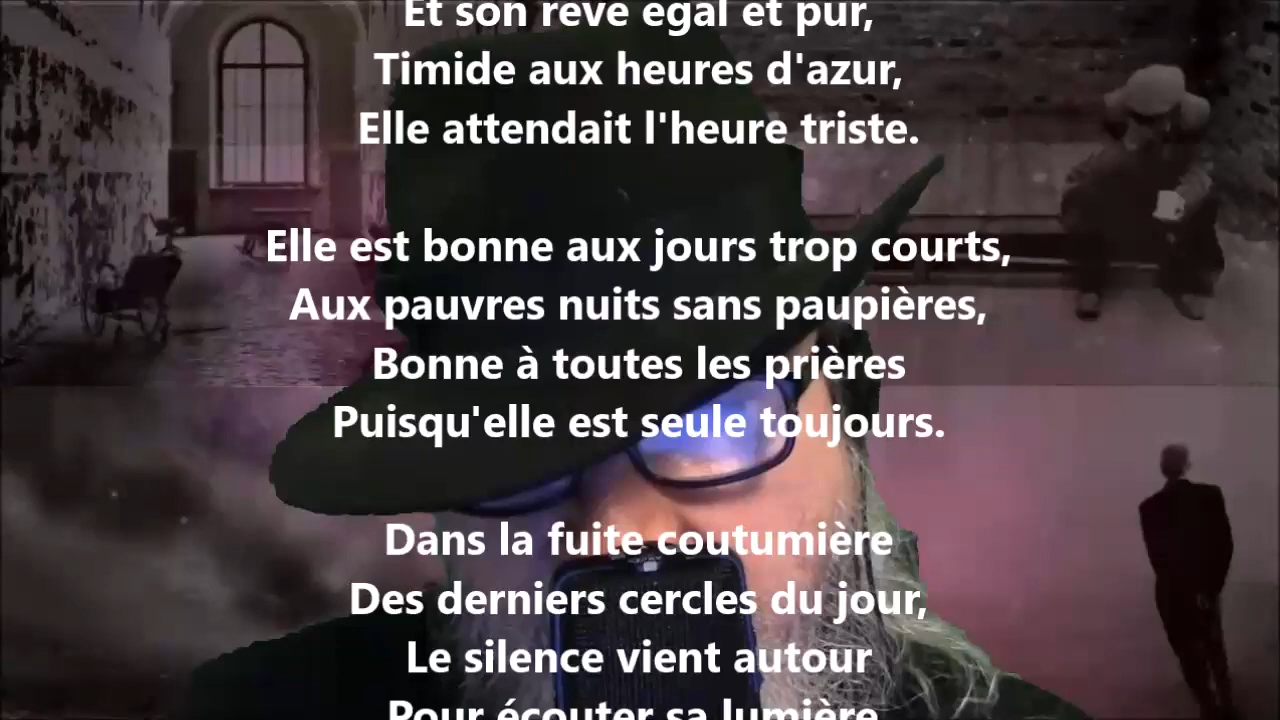 Et son rêve égal et pur,
Timide aux heures d'azur,
Elle attendait l'heure triste.
Elle est bonne aux jours trop courts,
Aux pauvres nuits sans paupières,
Bonne à toutes les prières
Puisqu'elle est seule toujours.
Dans la fuite coutumière
Des derniers cercles du jour,
Le silence vient autour
Pour écouter sa lumière